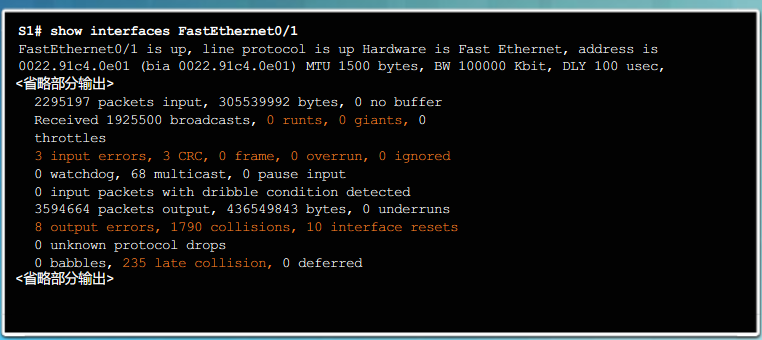 S1# show interfaces FastEthernet0/1
FastEthernet0/1 is up, line protocol is up Hardware is Fast Ethernet, address is
0022.91c4.0e01 (bia 0022.91c4.0e01) MTU 1500 bytes, BW 100000 Kbit, DLY 100 usec,
<省略部分输出>
2295197 packets input, 305539992 bytes, 0 no buffer
Received 1925500 broadcasts, 0 runts, 0 giants, 0
throttles
3 input errors, 3 CRC, 0 frame, 0 overrun, 0 ignored
0 watchdog, 68 multicast, 0 pause input
0 input packets with dribble condition detected
3594664 packets output, 436549843 bytes, 0 underruns
8 output errors, 1790 collisions, 10 interface resets
0 unknown protocol drops
0 babbles, 235 late collision, 0 deferred
<省略部分输出>